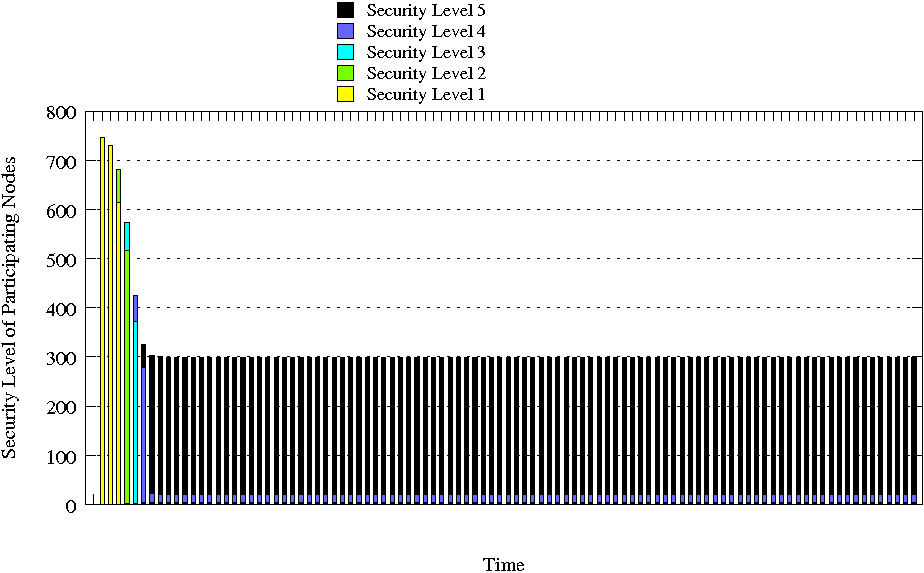 Security Level 5
Security Level 4
Security Level 3
Security Level 2
Security Level 1
800
700
600
500
400
300
200
100
0
Security Level of Participating Nodes
Time